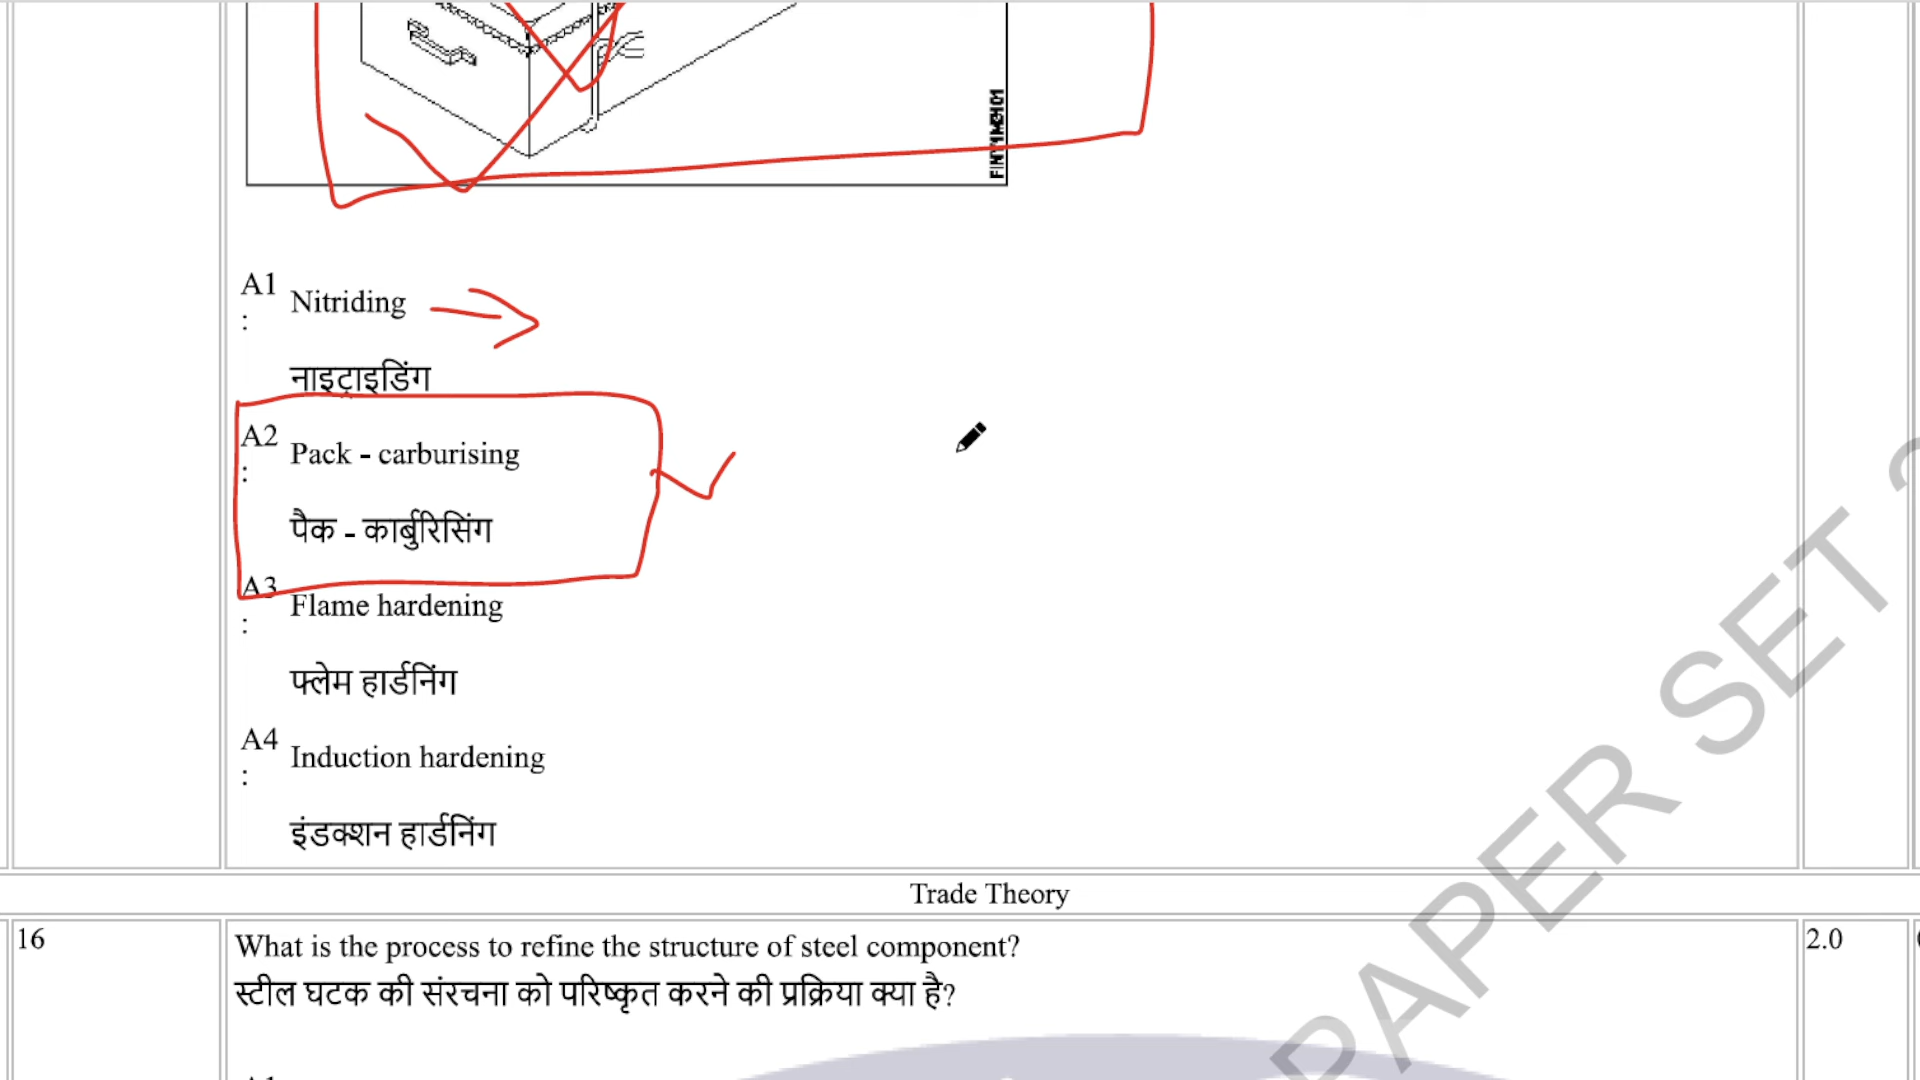 A1
:
Nitriding
नाइट्राइडिंग
A2
:
Pack - carburising
पैक - कार्बुरिसिंग
A3
:
Flame hardening
फ्लेम हार्डनिंग
A4
:
Induction hardening
इंडक्शन हार्डनिंग
Trade Theory
16
What is the process to refine the structure of steel component?
2.0
स्टील घटक की संरचना को परिष्कृत करने की प्रक्रिया क्या है?
PAPER SET